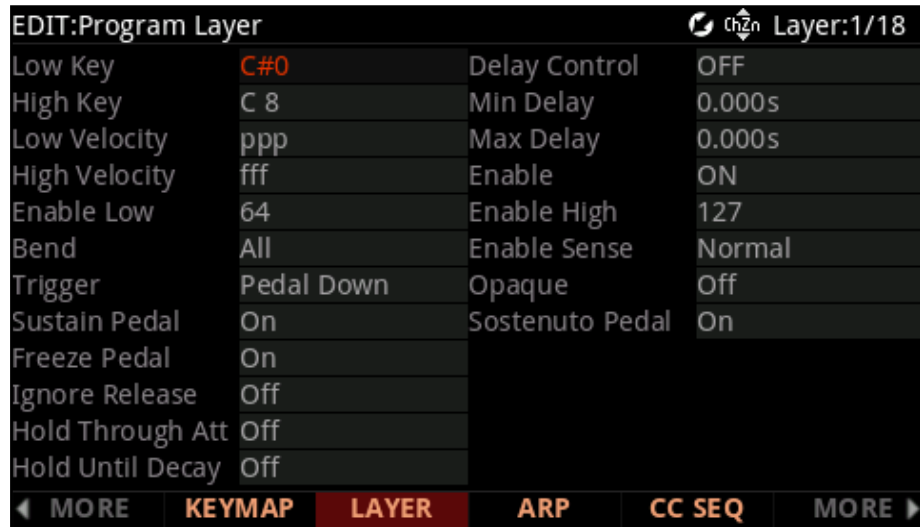 EDIT:Program Layer ChZn Layer:1/18
Low Key C#0 Delay Control OFF
High Key C 8 Min Delay 0.000s
Low Velocity ppp Max Delay 0.000s
High Velocity fff Enable ON
Enable Low 64 Enable High 127
Bend All Enable Sense Normal
Trigger Pedal Down Opaque Off
Sustain Pedal On Sostenuto Pedal On
Freeze Pedal On
Ignore Release Off
Hold Through Att Off
Hold Until Decay Off
MORE KEYMAP LAYER ARP CC SEQ MORE